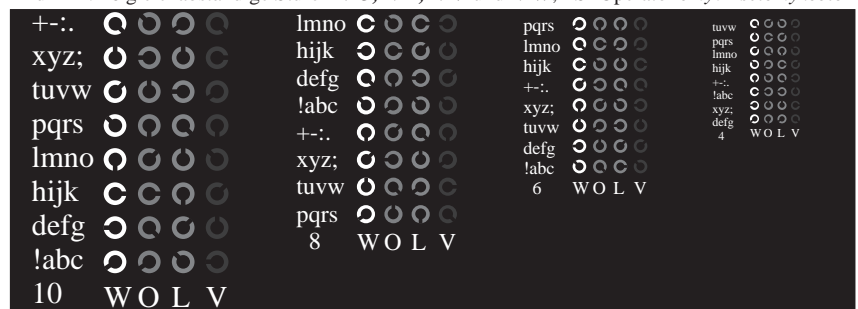 +-:.
xyz;
tuvw
pqrs
lmno
hijk
defg
!abc
10 W O L V
lmno
hijk
defg
!abc
+-:.
xyz;
tuvw
pqrs
8 W O L V
pqrs
lmno
hijk
+-:.
xyz;
tuvw
defg
!abc
6 W O L V
tuvw
pqrs
lmno
hijk
+-:.
!abc
xyz;
defg
4 W O L V